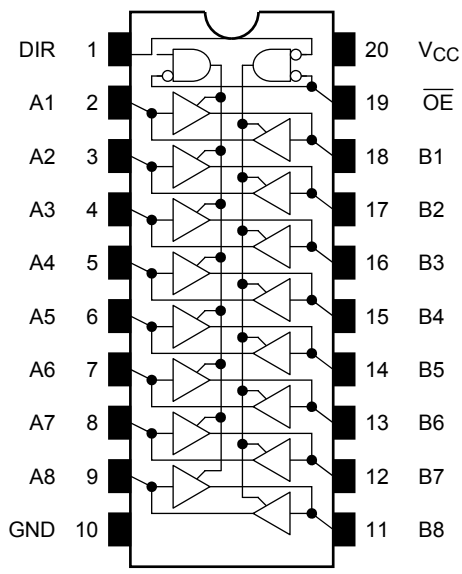 DIR 1 20 VCC
A1 2 19 OE
A2 3 18 B1
A3 4 17 B2
A4 5 16 B3
A5 6 15 B4
A6 7 14 B5
A7 8 13 B6
A8 9 12 B7
GND 10 11 B8